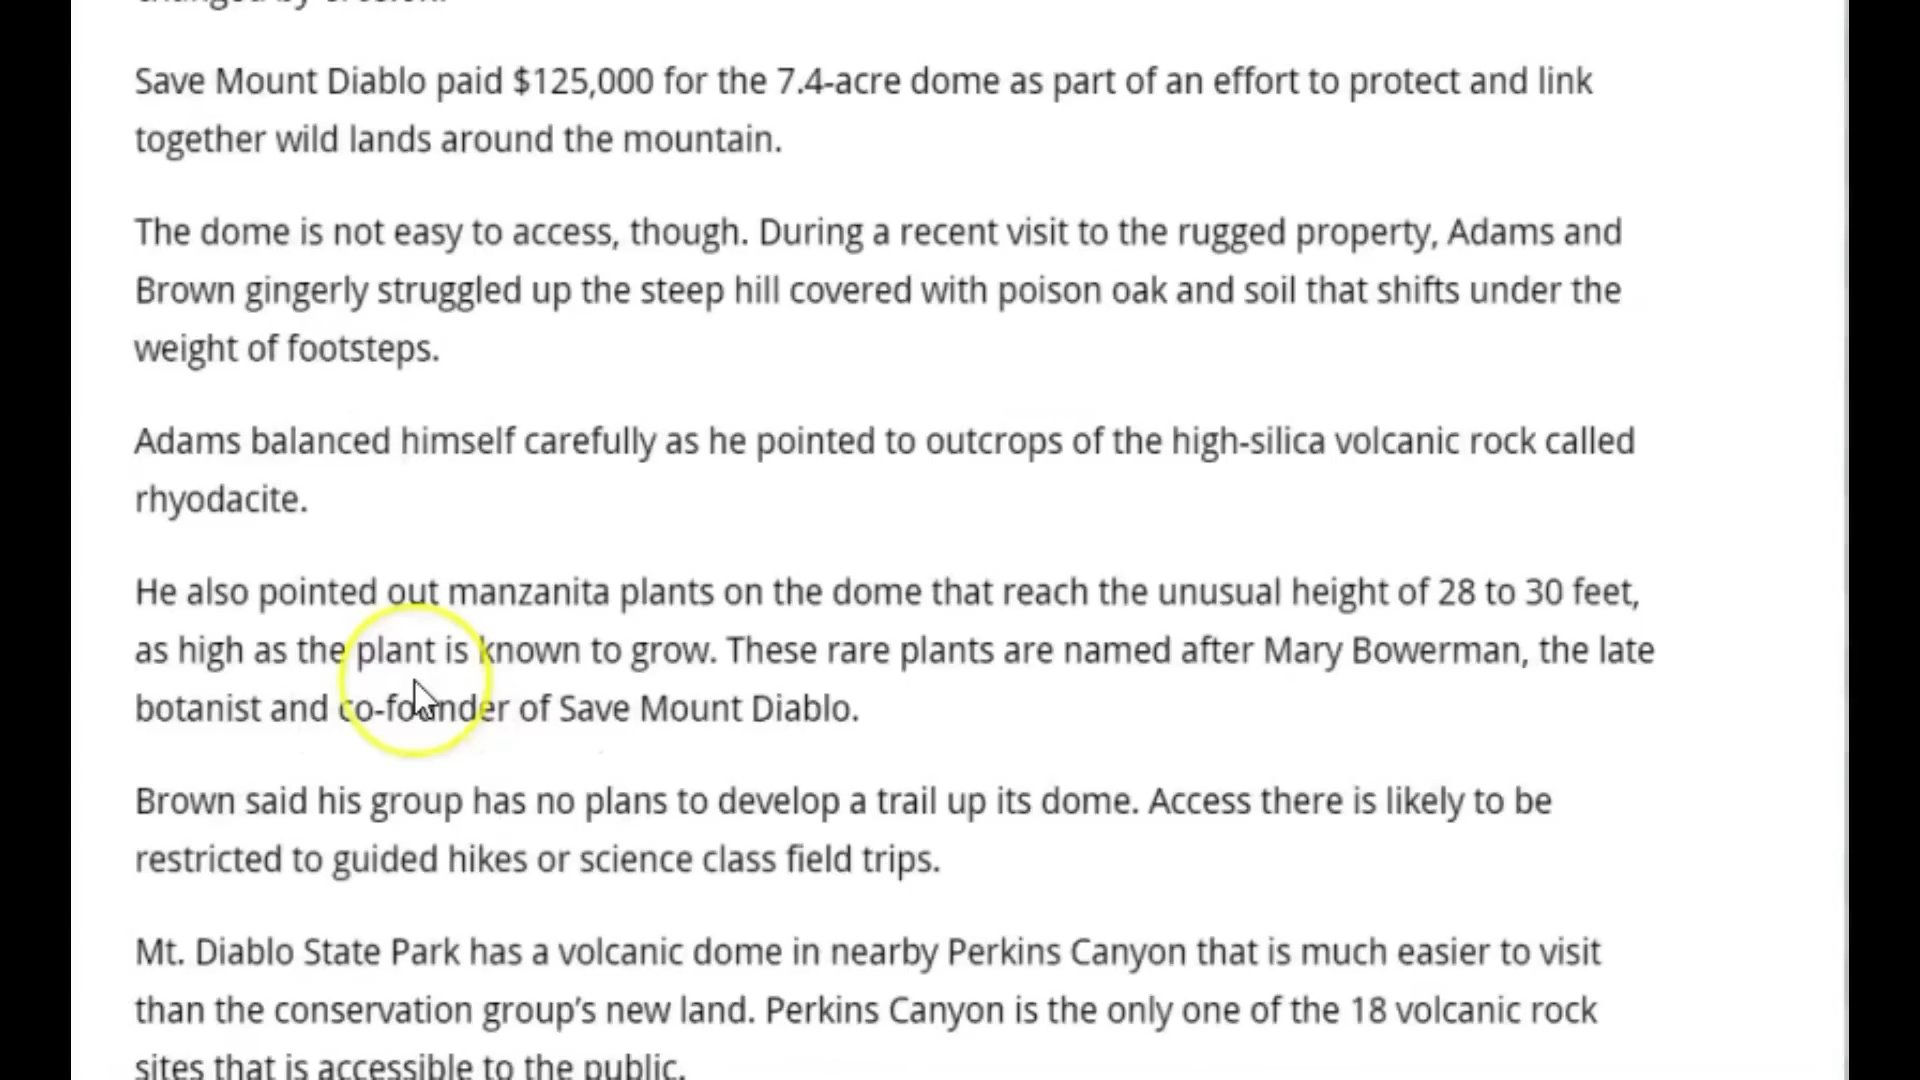 Save Mount Diablo paid $125,000 for the 7.4-acre dome as part of an effort to protect and link
together wild lands around the mountain.
The dome is not easy to access, though. During a recent visit to the rugged property, Adams and
Brown gingerly struggled up the steep hill covered with poison oak and soil that shifts under the
weight of footsteps.
Adams balanced himself carefully as he pointed to outcrops of the high-silica volcanic rock called
rhyodacite.
He also pointed out manzanita plants on the dome that reach the unusual height of 28 to 30 feet,
as high as the plant is known to grow. These rare plants are named after Mary Bowerman, the late
botanist and co-founder of Save Mount Diablo.
Brown said his group has no plans to develop a trail up its dome. Access there is likely to be
restricted to guided hikes or science class field trips.
Mt. Diablo State Park has a volcanic dome in nearby Perkins Canyon that is much easier to visit
than the conservation group's new land. Perkins Canyon is the only one of the 18 volcanic rock
sites that is accessible to the public.